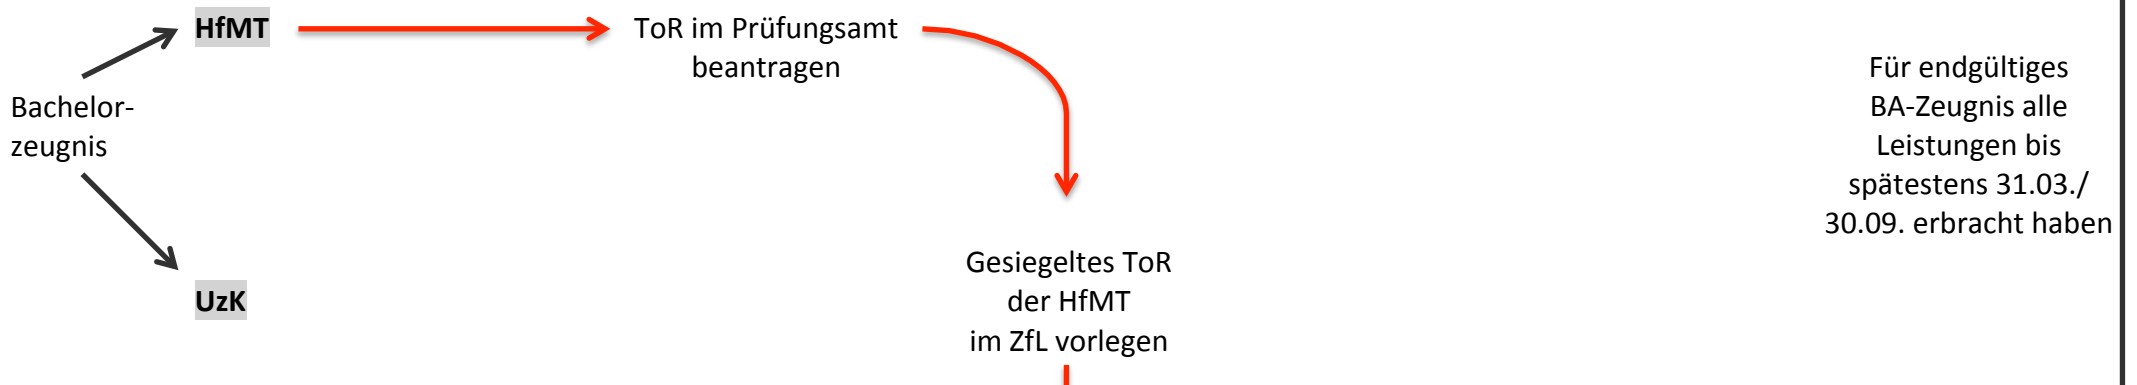 HfMT
ToR im Prüfungsamt
beantragen
Bachelor-
zeugnis
Für endgültiges
BA-Zeugnis alle
Leistungen bis
spätestens 31.03./
30.09. erbracht haben
UzK
Gesiegeltes ToR
der HfMT
im ZfL vorlegen